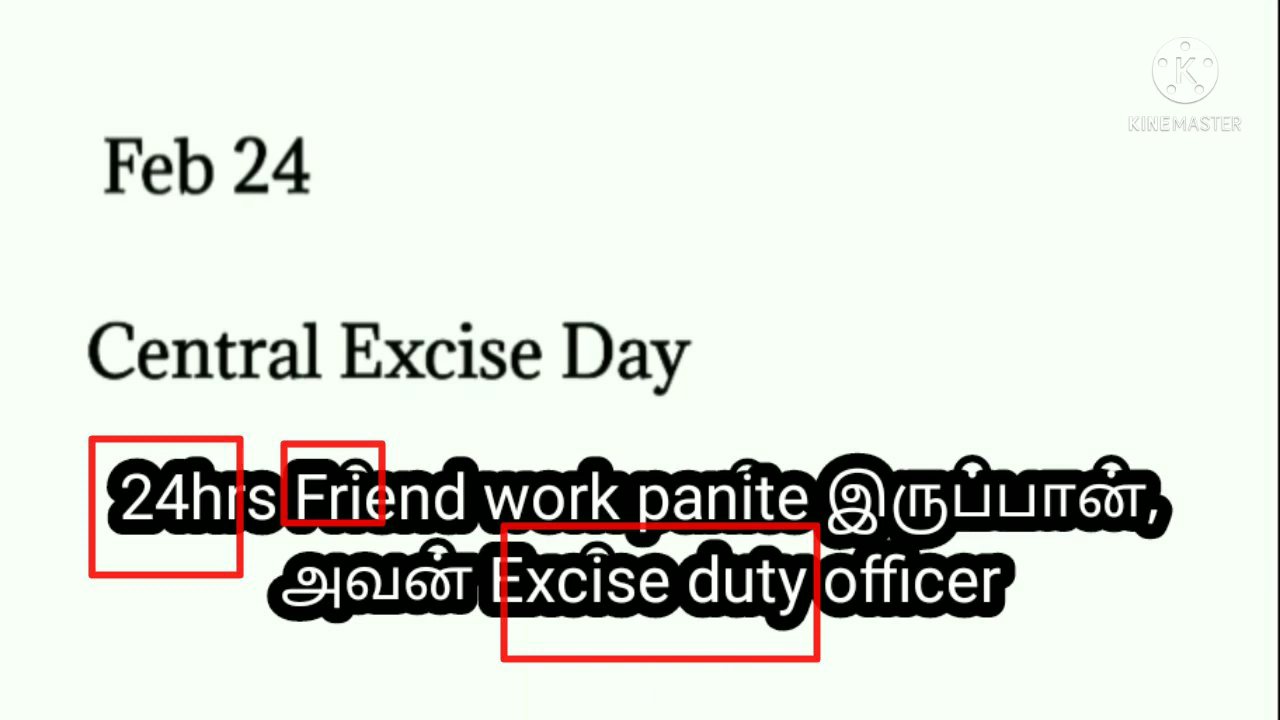 KINEMASTER
Feb 24
Central Excise Day
24hrs Friend work panite இருப்பான்,
அவன் Excise duty officer